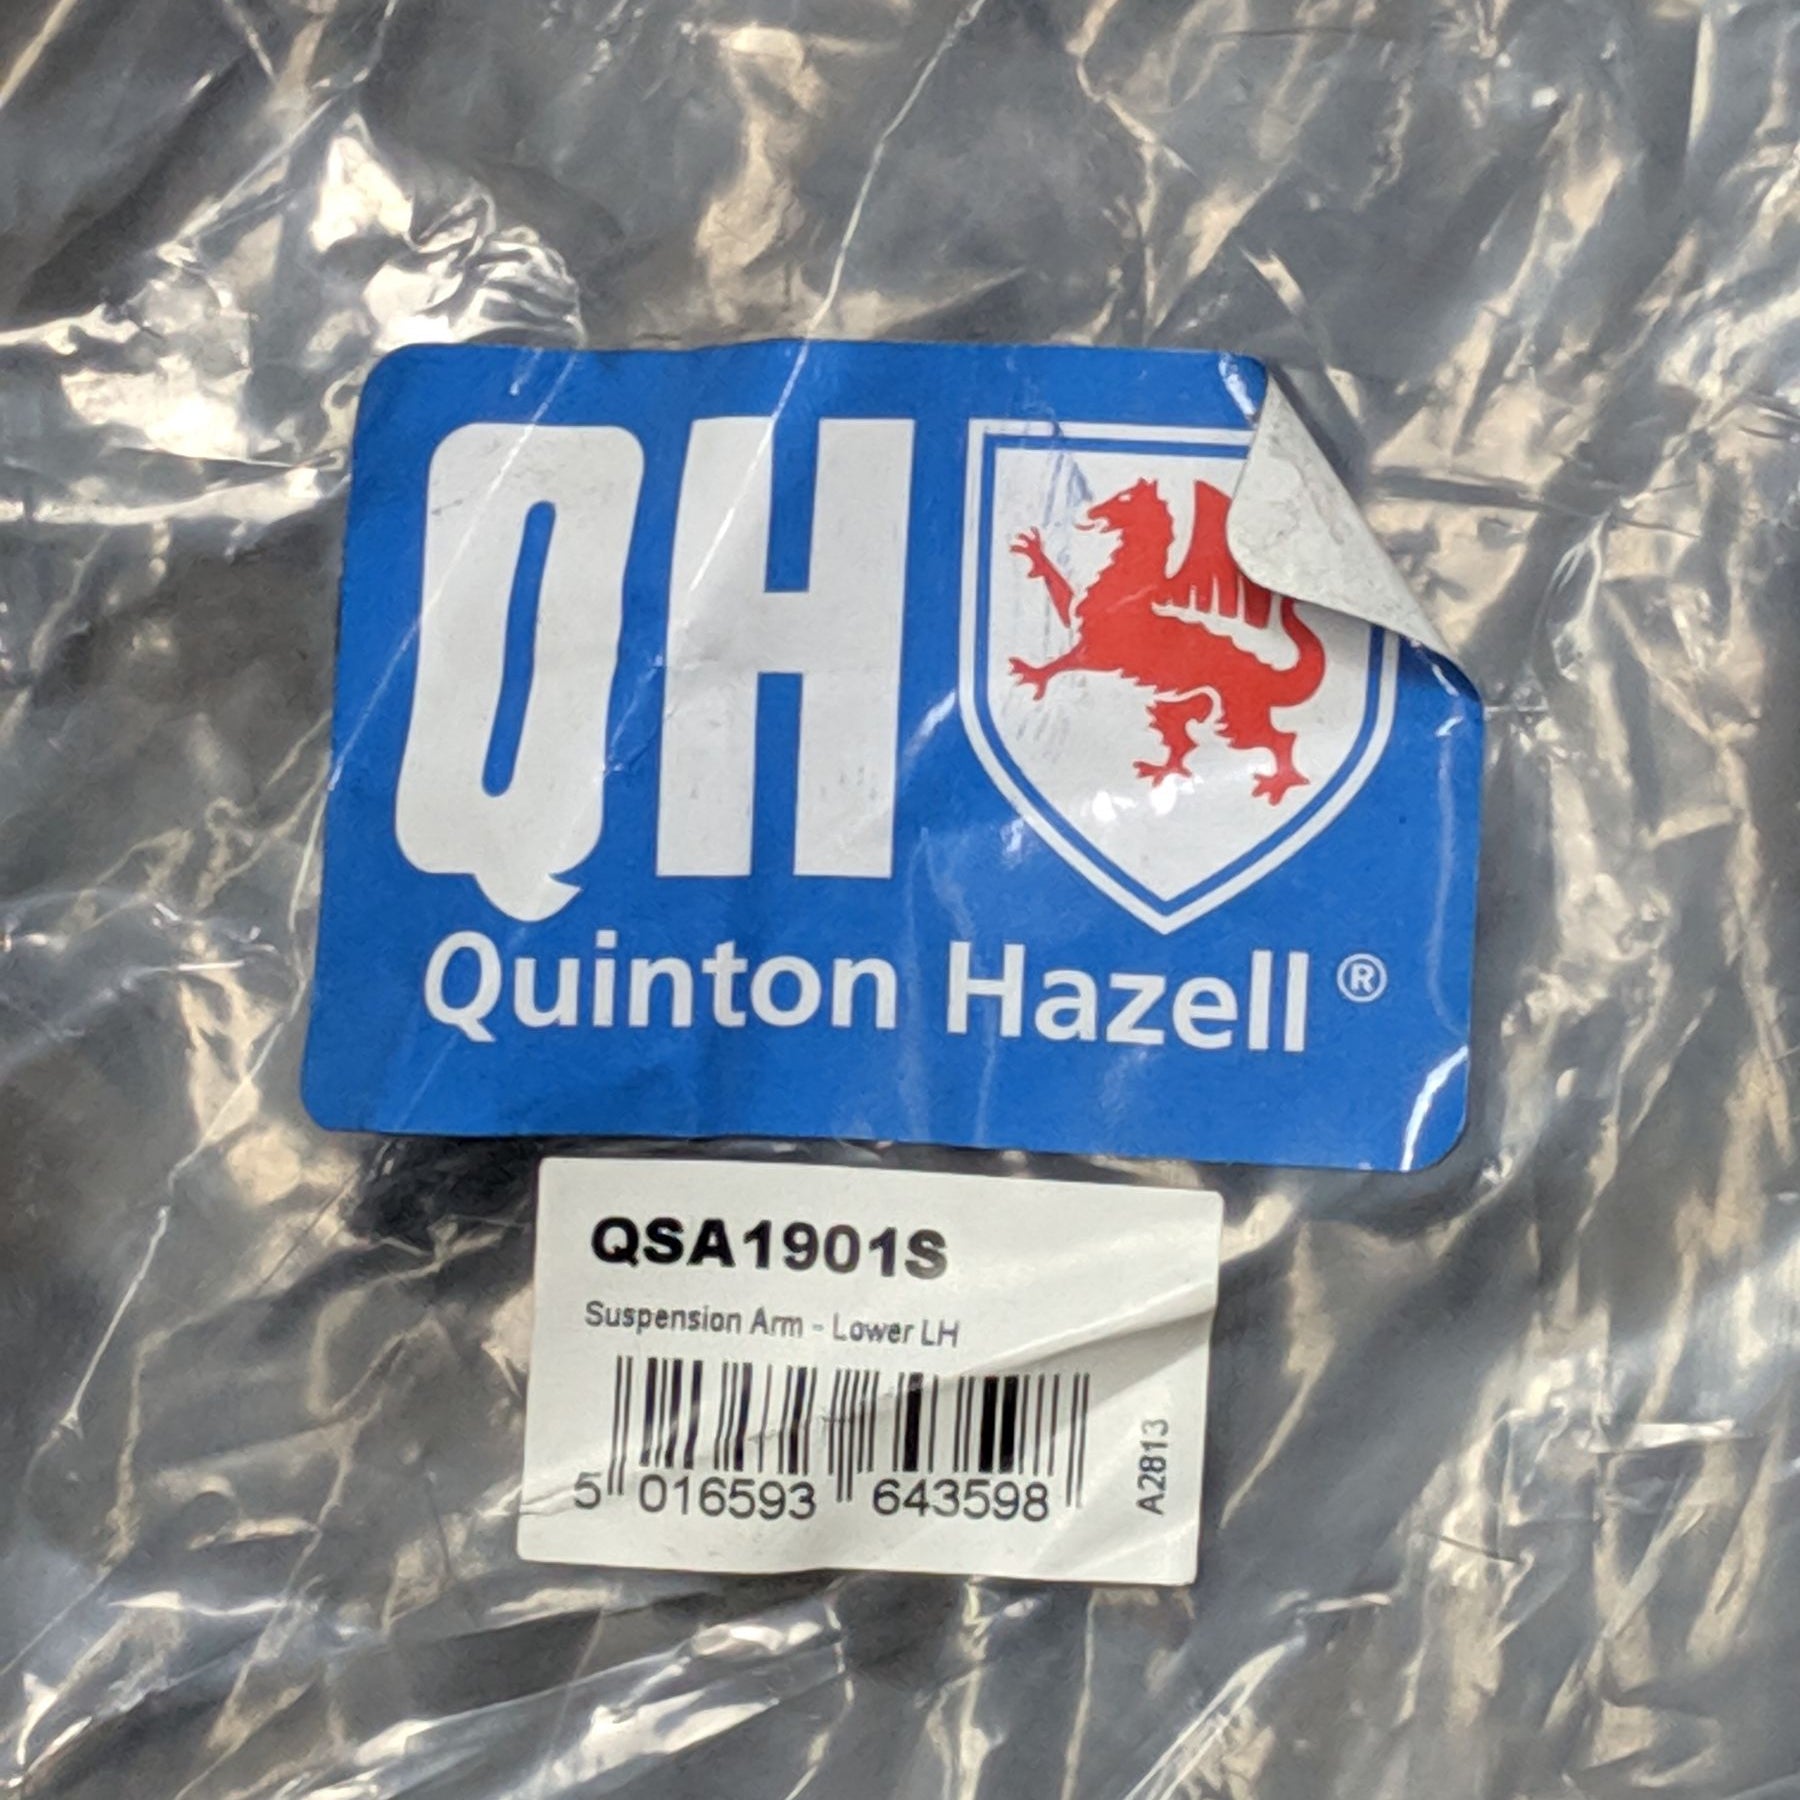 QH
Quinton Hazell ®
QSA1901S
Suspension Arm - Lower LH
5 016593 643598
A2813